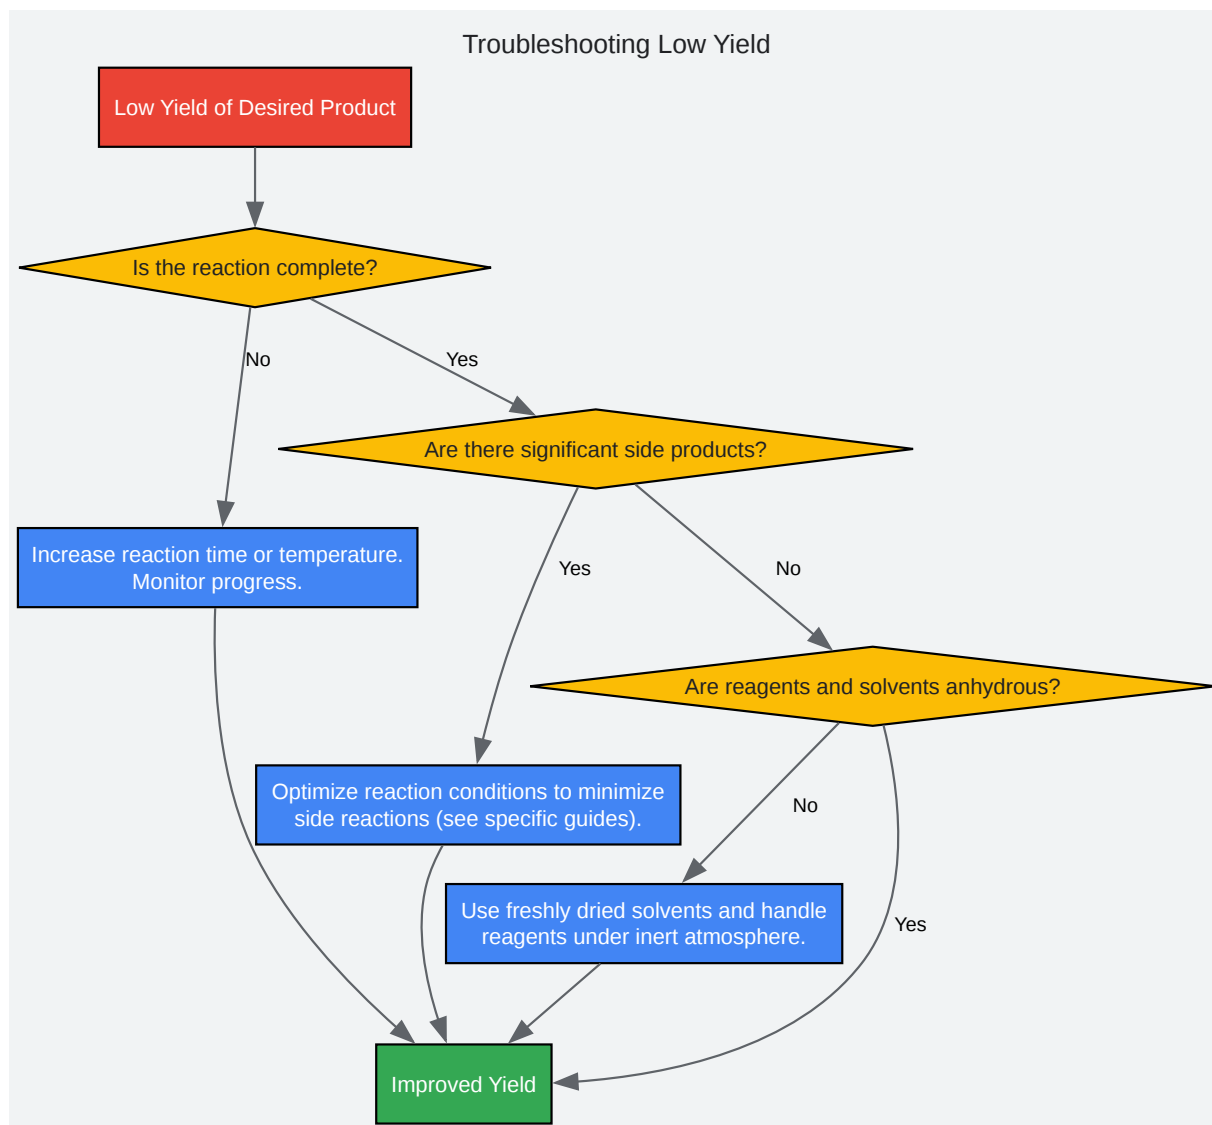 Troubleshooting Low Yield
Low Yield of Desired Product
Is the reaction complete?
No
Yes
Are there significant side products?
Increase reaction time or temperature.
Monitor progress.
Yes
No
Are reagents and solvents anhydrous?
Optimize reaction conditions to minimize
side reactions (see specific guides).
No
Use freshly dried solvents and handle
reagents under inert atmosphere.
Yes
Improved Yield